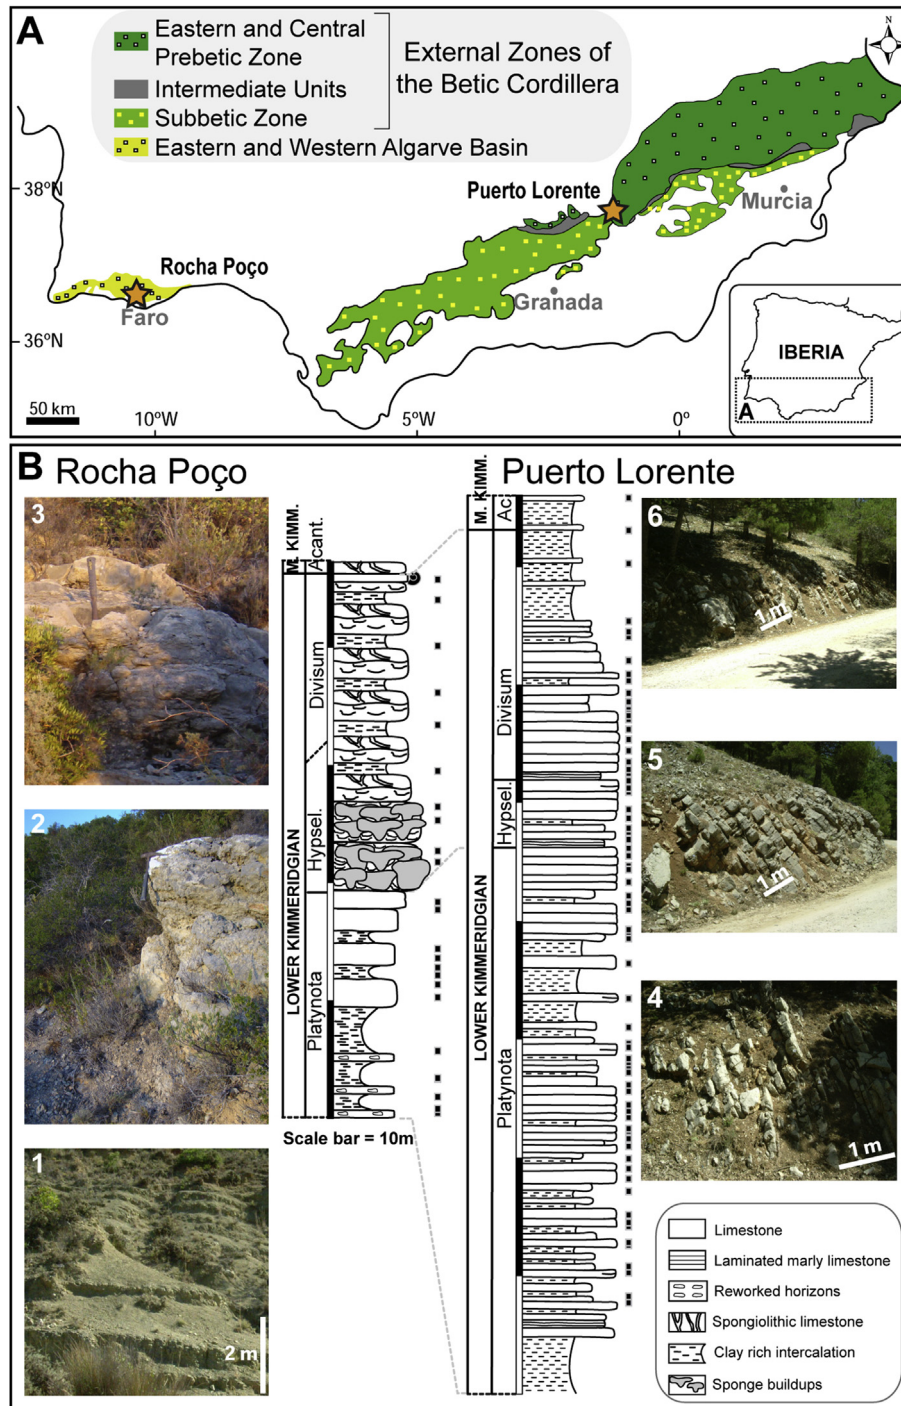 A
Eastern and Central
Prebetic Zone
Intermediate Units
Subbetic Zone
External Zones of
the Betic Cordillera
Eastern and Western Algarve Basin
N
38ºN
36ºN
Puerto Lorente
Murcia
Rocha Poço
Faro
Granada
IBERIA
A
50 km
10ºW
5ºW
0º
B
Rocha Poço
Puerto Lorente
3
2
1
2 m
M. KIMM.
Acant.
LOWER KIMMERIDGIAN
Divisum
Hypsel.
Platynota
Scale bar = 10m
M. KIMM.
Ac.
LOWER KIMMERIDGIAN
Divisum
Hypsel.
Platynota
6
1 m
5
1 m
4
1 m
Limestone
Laminated marly limestone
Reworked horizons
Spongiolithic limestone
Clay rich intercalation
Sponge buildups